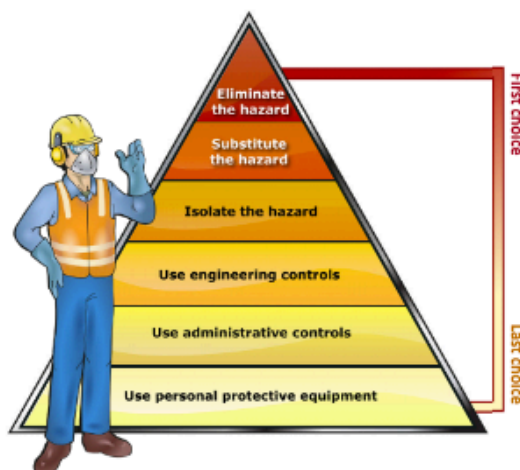 Eliminate
the hazard
Substitute
the hazard
Isolate the hazard
Use engineering controls
Use administrative controls
Use personal protective equipment
First choice
Last choice